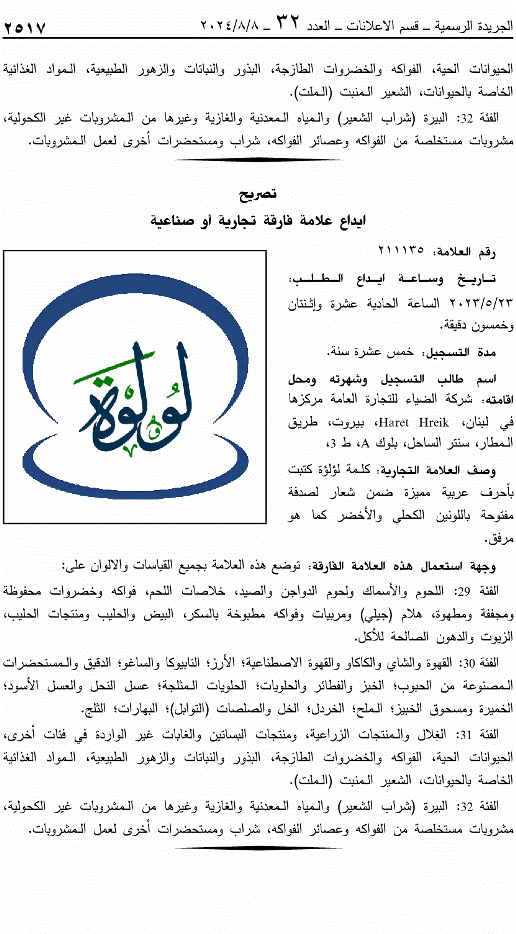 الجريدة الرسمية ــ قسم الاعلانات ــ العدد ٣٢ ــ ٢٠٢٤/٨/٨ ٢٥١٧
الحيوانات الحية، الفواكه والخضروات الطازجة، البذور والنباتات والزهور الطبيعية، المواد الغذائية
الخاصة بالحيوانات، الشعير المنبت (الملت).
الفئة 32: البيرة (شراب الشعير) والمياه المعدنية والغازية وغيرها من المشروبات غير الكحولية،
مشروبات مستخلصة من الفواكه وعصائر الفواكه، شراب ومستحضرات أخرى لعمل المشروبات.
تصريح
ايداع علامة فارقة تجارية أو صناعية
رقم العلامة: ٢١١١٣٥
تاريخ وساعة ايداع الطلب:
٢٠٢٣/٥/٢٣ الساعة الحادية عشرة وإثنتان
وخمسون دقيقة.
مدة التسجيل: خمس عشرة سنة.
اسم طالب التسجيل وشهرته ومحل
اقامته: شركة الضياء للتجارة العامة مركزها
في لبنان، Haret Hreik، بيروت، طريق
المطار، سنتر الساحل، بلوك A، ط 3،
وصف العلامة التجارية: كلمة لؤلؤة كتبت
بأحرف عربية مميزة ضمن شعار لصدفة
مفتوحة باللونين الكحلي والأخضر كما هو
مرفق.
لؤلؤة
وجهة استعمال هذه العلامة الفارقة: توضع هذه العلامة بجميع القياسات والالوان على:
الفئة 29: اللحوم والأسماك ولحوم الدواجن والصيد، خلاصات اللحم، فواكه وخضروات محفوظة
ومجففة ومطهوة، هلام (جيلي) ومربيات وفواكه مطبوخة بالسكر، البيض والحليب ومنتجات الحليب،
الزيوت والدهون الصالحة للأكل.
الفئة 30: القهوة والشاي والكاكاو والقهوة الاصطناعية؛ الأرز؛ التابيوكا والساغو؛ الدقيق والمستحضرات
المصنوعة من الحبوب؛ الخبز والفطائر والحلويات؛ الحلويات المثلجة؛ عسل النحل والعسل الأسود؛
الخميرة ومسحوق الخبيز؛ الملح؛ الخردل؛ الخل والصلصات (التوابل)؛ البهارات؛ الثلج.
الفئة 31: الغِلال والمنتجات الزراعية، ومنتجات البساتين والغابات غير الواردة في فئات أخرى،
الحيوانات الحية، الفواكه والخضروات الطازجة، البذور والنباتات والزهور الطبيعية، المواد الغذائية
الخاصة بالحيوانات، الشعير المنبت (الملت).
الفئة 32: البيرة (شراب الشعير) والمياه المعدنية والغازية وغيرها من المشروبات غير الكحولية،
مشروبات مستخلصة من الفواكه وعصائر الفواكه، شراب ومستحضرات أخرى لعمل المشروبات.